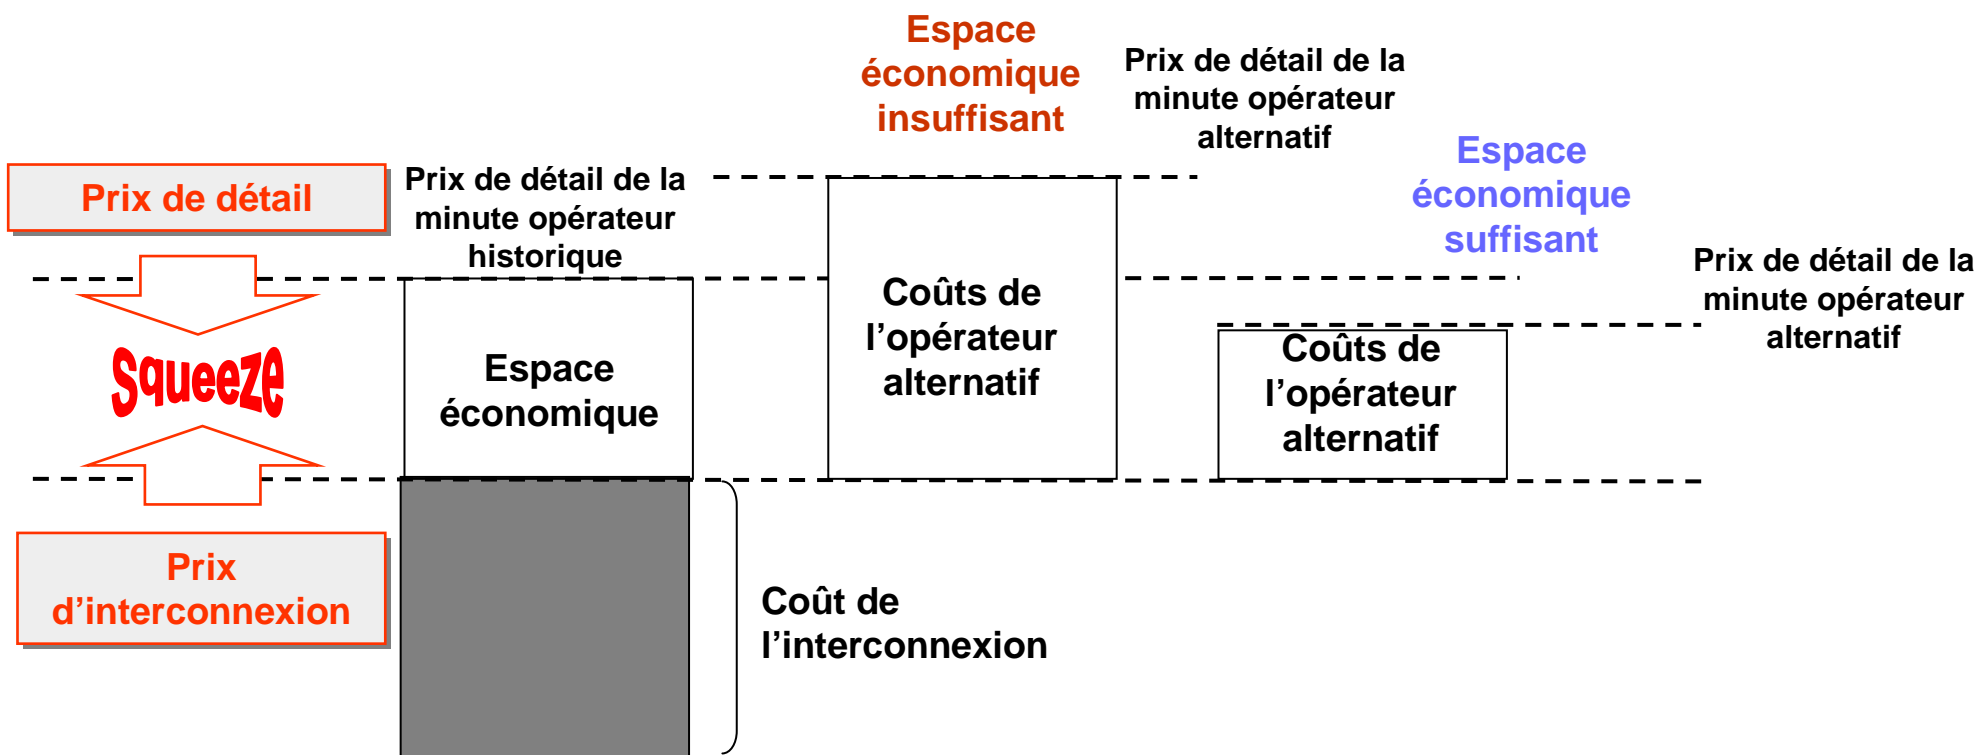 Espace
économique
insuffisant
Prix de détail de la
minute opérateur
alternatif
Espace
économique
suffisant
Prix de détail
Prix de détail de la
minute opérateur
historique
Prix de détail de la
minute opérateur
alternatif
Squeeze
Espace
économique
Coûts de
l’opérateur
alternatif
Coûts de
l’opérateur
alternatif
Prix
d’interconnexion
Coût de
l’interconnexion